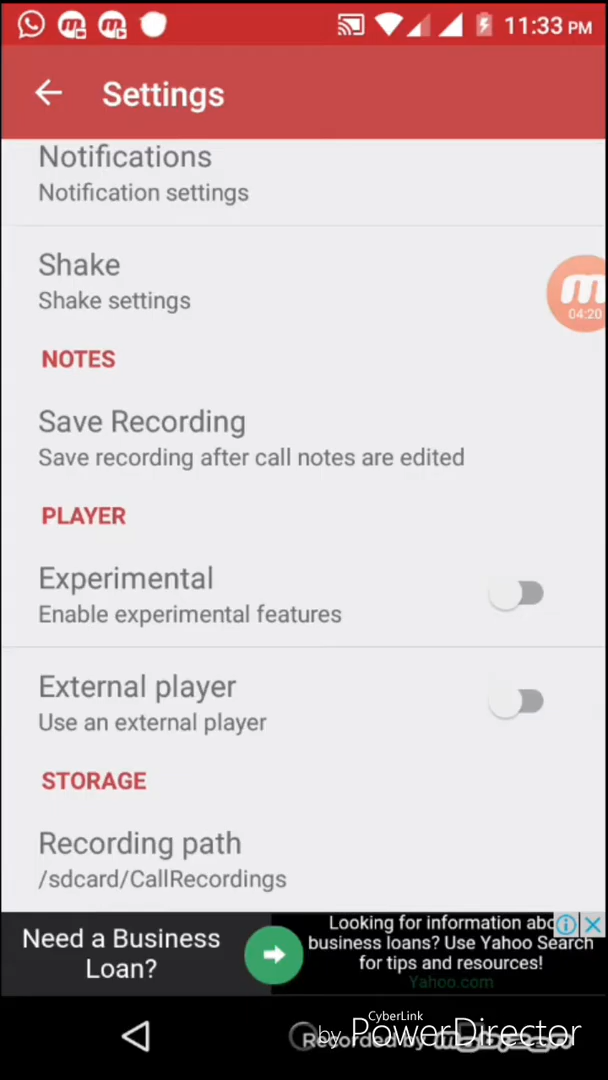 11:33 PM
Settings
Notifications
Notification settings
Shake
Shake settings
04:20
NOTES
Save Recording
Save recording after call notes are edited
PLAYER
Experimental
Enable experimental features
External player
Use an external player
STORAGE
Recording path
/sdcard/CallRecordings
Need a Business
Loan?
Looking for information abo
business loans? Use Yahoo Search
for tips and resources!
Yahoo.com
CyberLink
by PowerDirector
Recorded by